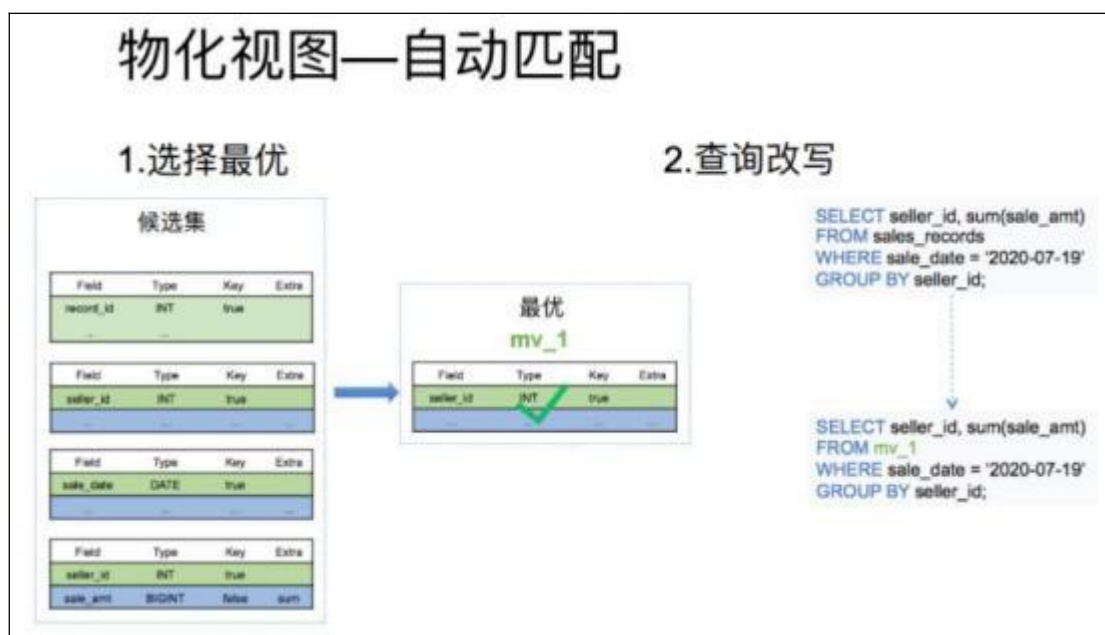 物化视图—自动匹配
1.选择最优
2.查询改写
候选集
Field Type Key Extra
record_id INT true
... ...
Field Type Key Extra
seller_id INT true
... ... ... ...
Field Type Key Extra
sale_date DATE true
... ... ... ...
Field Type Key Extra
seller_id INT true
sale_amt BIGINT false sum
最优
mv_1
Field Type Key Extra
seller_id INT true
... ... ... ...
SELECT seller_id, sum(sale_amt)
FROM sales_records
WHERE sale_date = '2020-07-19'
GROUP BY seller_id;
SELECT seller_id, sum(sale_amt)
FROM mv_1
WHERE sale_date = '2020-07-19'
GROUP BY seller_id;